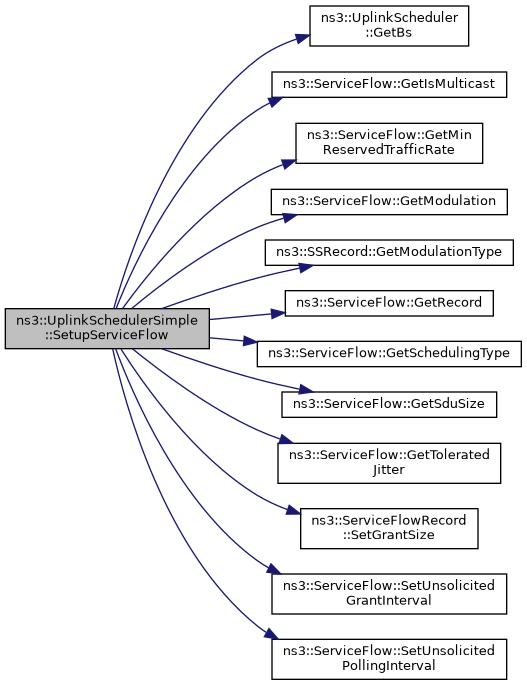 ns3::UplinkScheduler
::GetBs
ns3::ServiceFlow::GetIsMulticast
ns3::ServiceFlow::GetMin
ReservedTrafficRate
ns3::ServiceFlow::GetModulation
ns3::SSRecord::GetModulationType
ns3::UplinkSchedulerSimple
::SetupServiceFlow
ns3::ServiceFlow::GetRecord
ns3::ServiceFlow::GetSchedulingType
ns3::ServiceFlow::GetSduSize
ns3::ServiceFlow::GetTolerated
Jitter
ns3::ServiceFlowRecord
::SetGrantSize
ns3::ServiceFlow::SetUnsolicited
GrantInterval
ns3::ServiceFlow::SetUnsolicited
PollingInterval